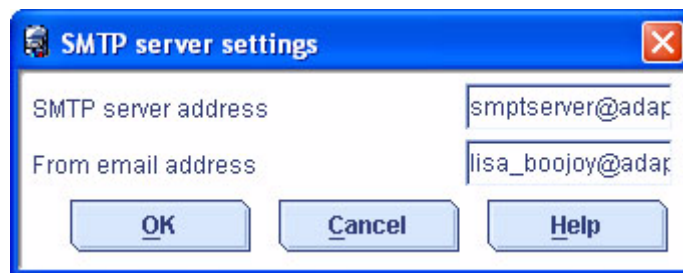 SMTP server settings
SMTP server address smptserver@adap
From email address lisa_boojoy@adap
OK Cancel Help